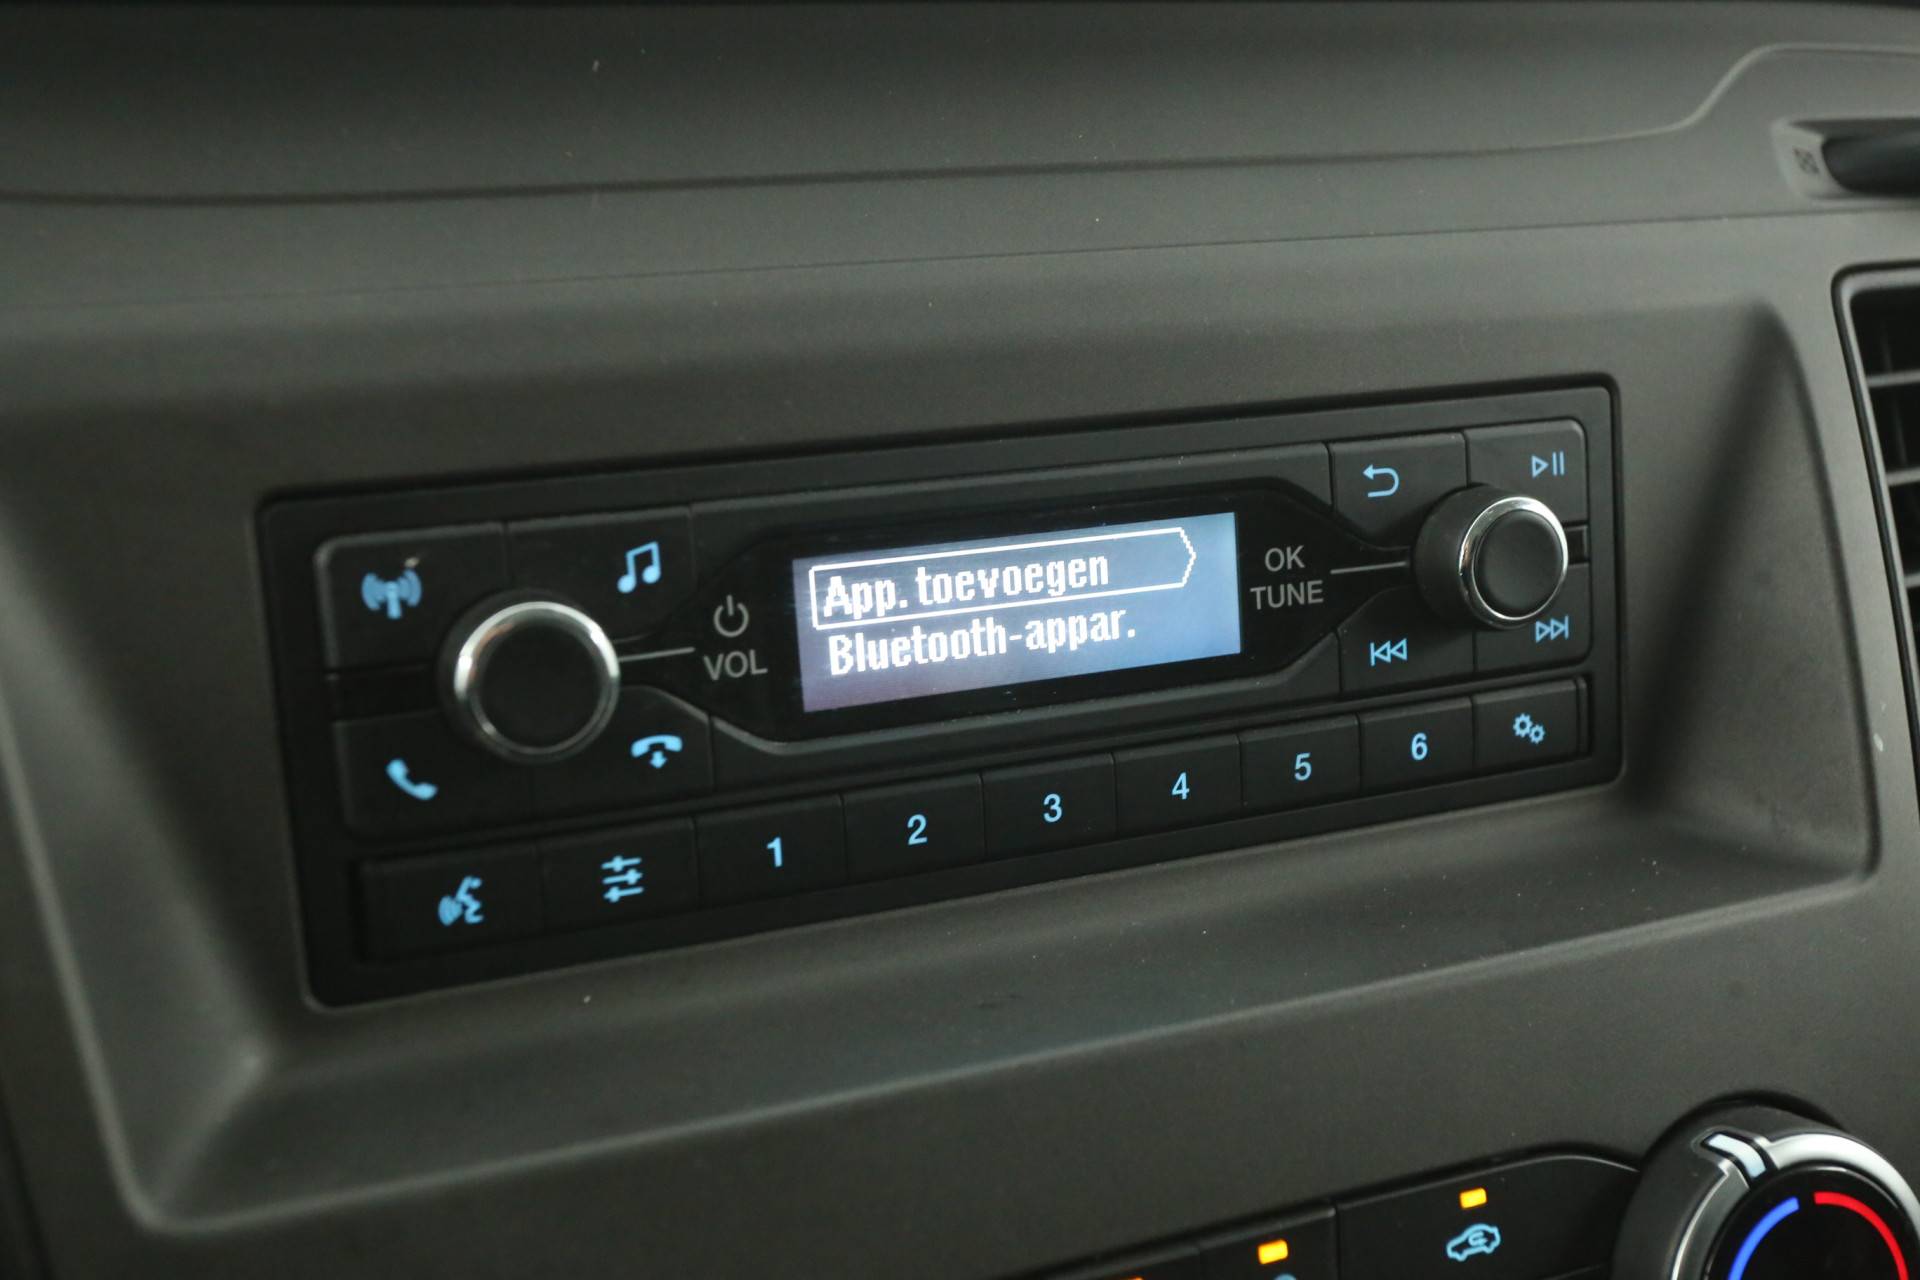 App. toevoegen
Bluetooth-appar.
VOL
OK
TUNE
1 2 3 4 5 6